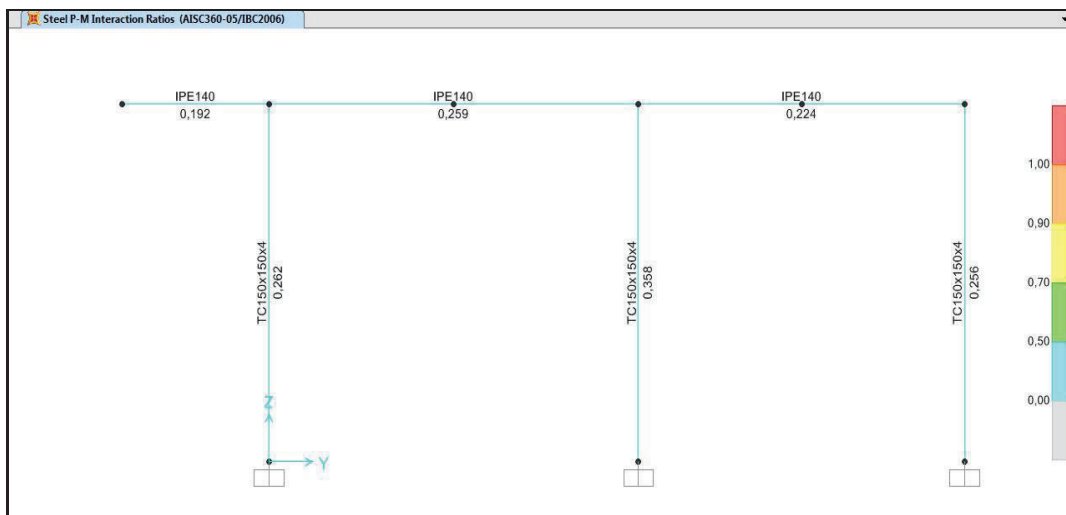 Steel P-M Interaction Ratios (AISC360-05/IBC2006)
IPE140
0,192
IPE140
0,259
IPE140
0,224
TC150x150x4
0,262
TC150x150x4
0,358
TC150x150x4
0,256
Z
Y
1,00
0,90
0,70
0,50
0,00